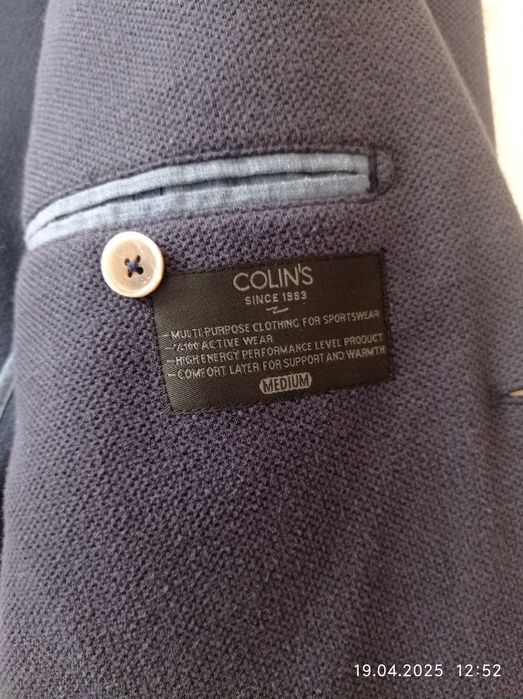 COLIN'S
SINCE 1983
- MULTI-PURPOSE CLOTHING FOR SPORTSWEAR
- %100 ACTIVE WEAR
- HIGH ENERGY PERFORMANCE LEVEL PRODUCT
- COMFORT LAYER FOR SUPPORT AND WARMTH
MEDIUM
19.04.2025 12:52